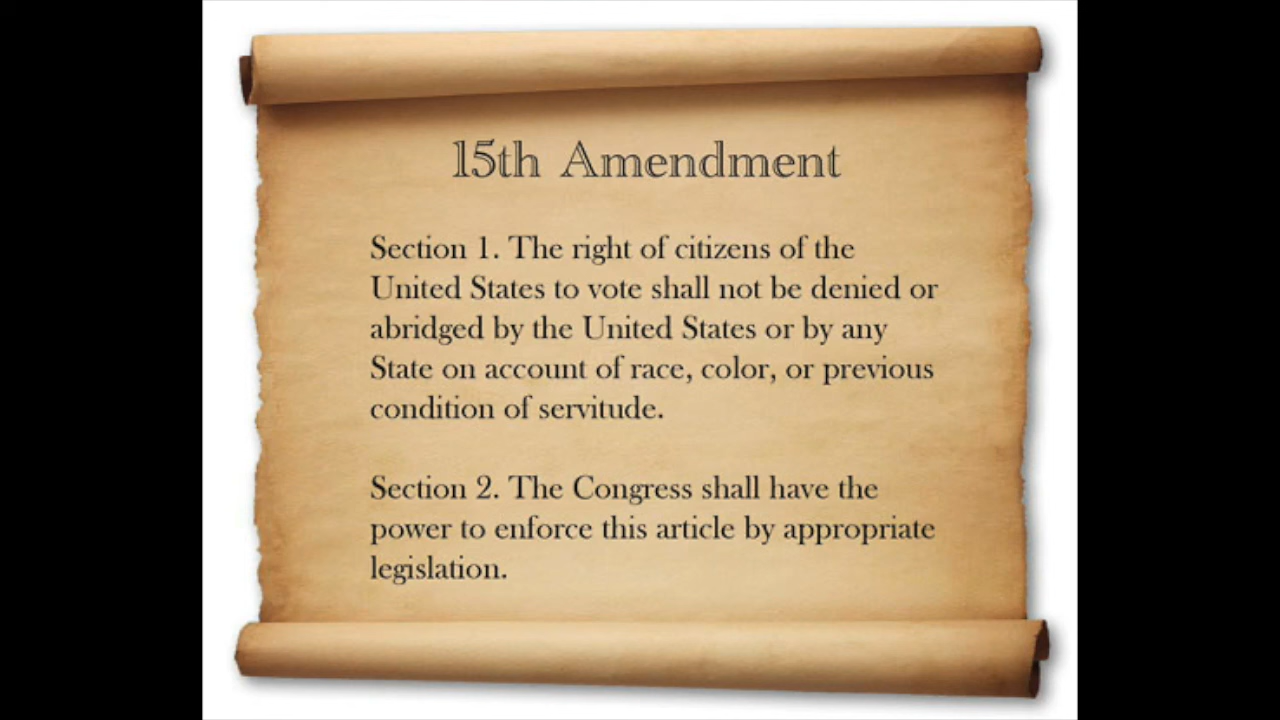 15th Amendment
Section 1. The right of citizens of the
United States to vote shall not be denied or
abridged by the United States or by any
State on account of race, color, or previous
condition of servitude.
Section 2. The Congress shall have the
power to enforce this article by appropriate
legislation.